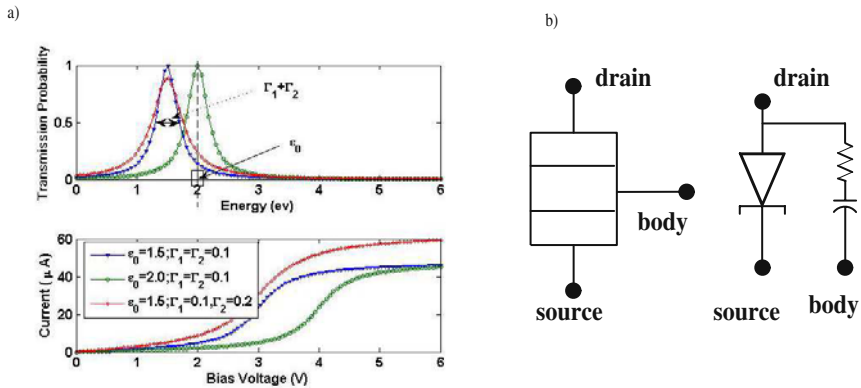 a)
Transmission Probability
1
0.5
0
Γ₁+Γ₂
ε₀
0 1 2 3 4 5 6
Energy (ev)
Current (μ A)
60
40
20
0
ε₀=1.5;Γ₁=Γ₂=0.1
ε₀=2.0;Γ₁=Γ₂=0.1
ε₀=1.5;Γ₁=0.1,Γ₂=0.2
0 1 2 3 4 5 6
Bias Voltage (V)
b)
drain
body
source
drain
source
body